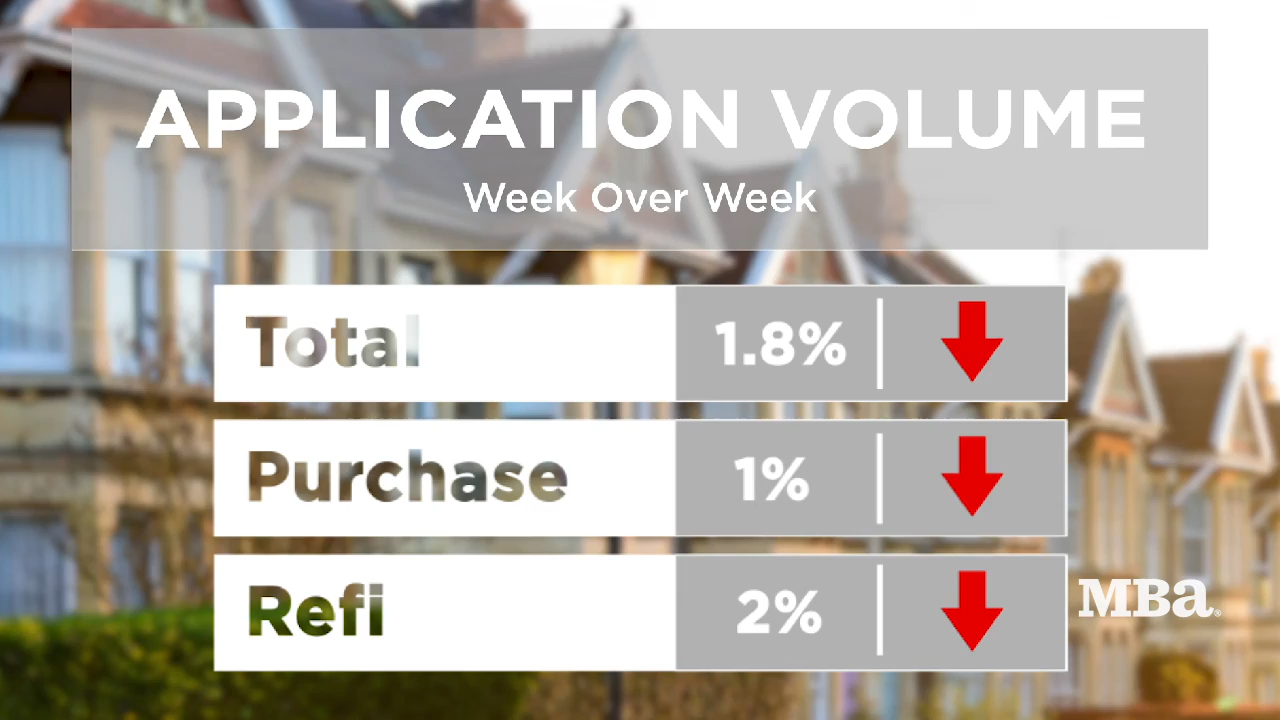 APPLICATION VOLUME
Week Over Week
Total 1.8%
Purchase 1%
Refi 2%
MBa®